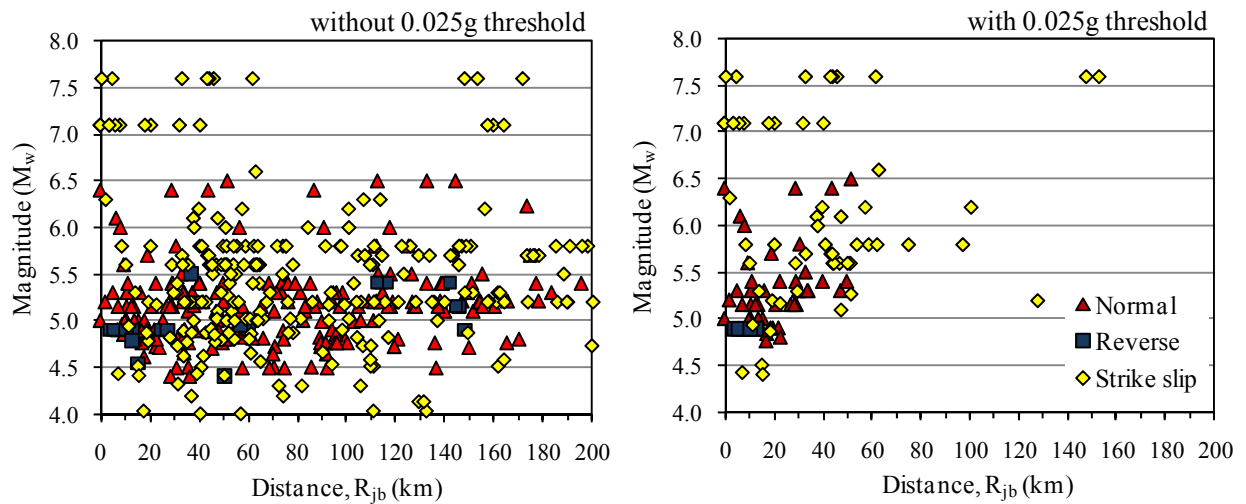 without 0.025g threshold
8.0
7.5
7.0
6.5
6.0
5.5
5.0
4.5
4.0
Magnitude (Mw)
0 20 40 60 80 100 120 140 160 180 200
Distance, Rjb (km)
with 0.025g threshold
8.0
7.5
7.0
6.5
6.0
5.5
5.0
4.5
4.0
Magnitude (Mw)
Normal
Reverse
Strike slip
0 20 40 60 80 100 120 140 160 180 200
Distance, Rjb (km)